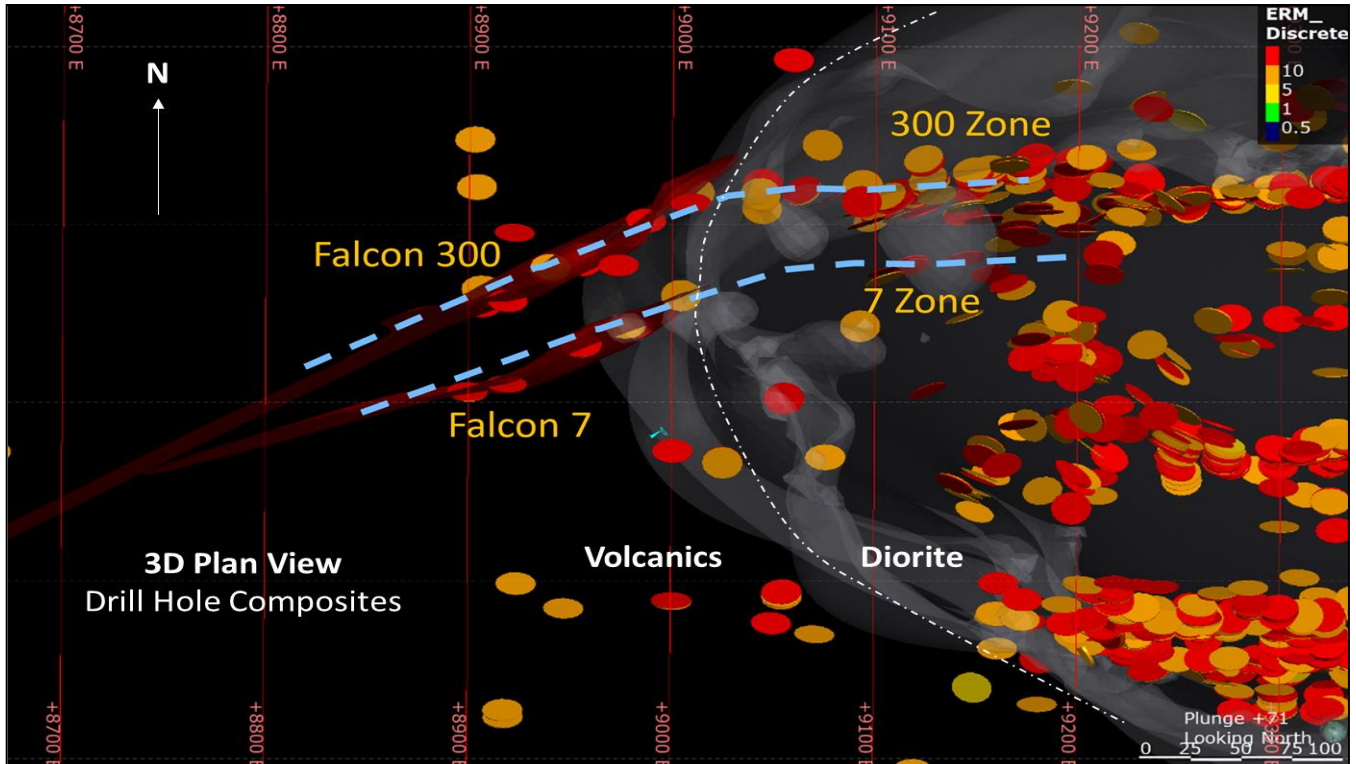 +8700 E
+8800 E
+8900 E
+9000 E
+9100 E
+9200 E
ERM_
Discrete
10
5
1
0.5
N
300 Zone
Falcon 300
7 Zone
Falcon 7
3D Plan View
Drill Hole Composites
Volcanics
Diorite
+8700 E
+8800 E
+8900 E
+9000 E
+9100 E
+9200 E
Plunge +71
Looking North
0 25 50 75 100